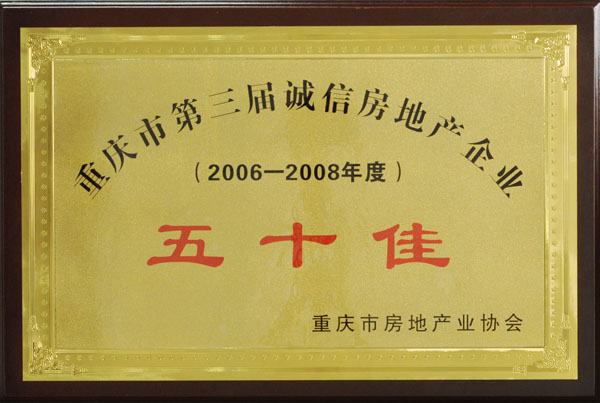 重庆市第三届诚信房地产企业
（2006—2008年度）
五十佳
重庆市房地产业协会